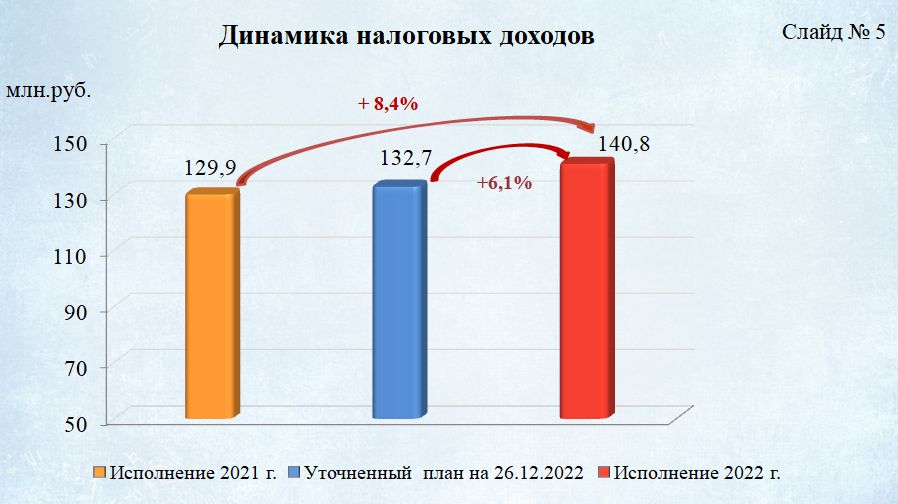 Динамика налоговых доходов
Слайд № 5
млн.руб.
+ 8,4%
150
129,9
132,7
140,8
+6,1%
130
110
90
70
50
Исполнение 2021 г. Уточненный план на 26.12.2022 Исполнение 2022 г.